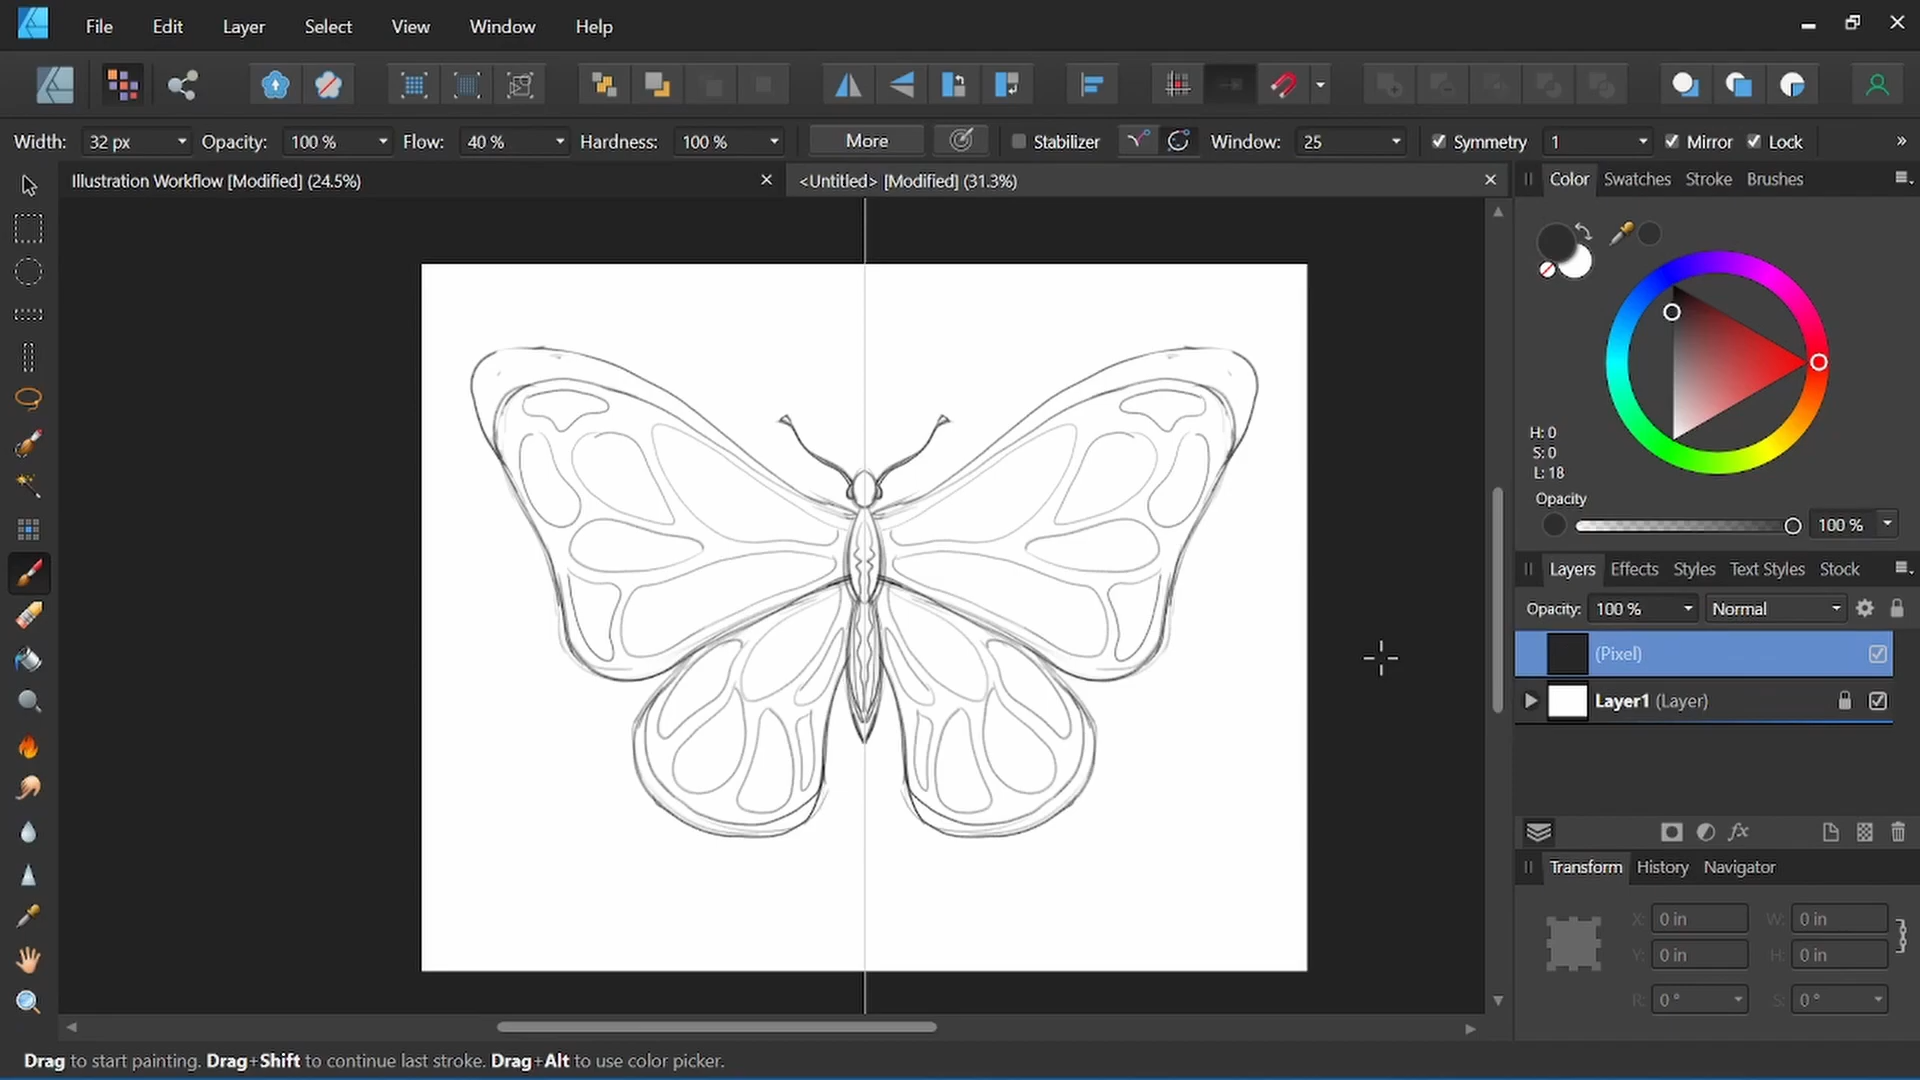 File Edit Layer Select View Window Help
Width: 32 px Opacity: 100 % Flow: 40 % Hardness: 100 % More Stabilizer Window: 25 Symmetry 1 Mirror Lock »
Illustration Workflow [Modified] (24.5%)
<Untitled> [Modified] (31.3%)
Color Swatches Stroke Brushes
H: 0
S: 0
L: 18
Opacity
100 %
Layers Effects Styles Text Styles Stock
Opacity: 100 % Normal
(Pixel)
Layer1 (Layer)
fx
Transform History Navigator
X: 0 in W: 0 in
Y: 0 in H: 0 in
R: 0 ° S: 0 °
Drag to start painting. Drag+Shift to continue last stroke. Drag+Alt to use color picker.